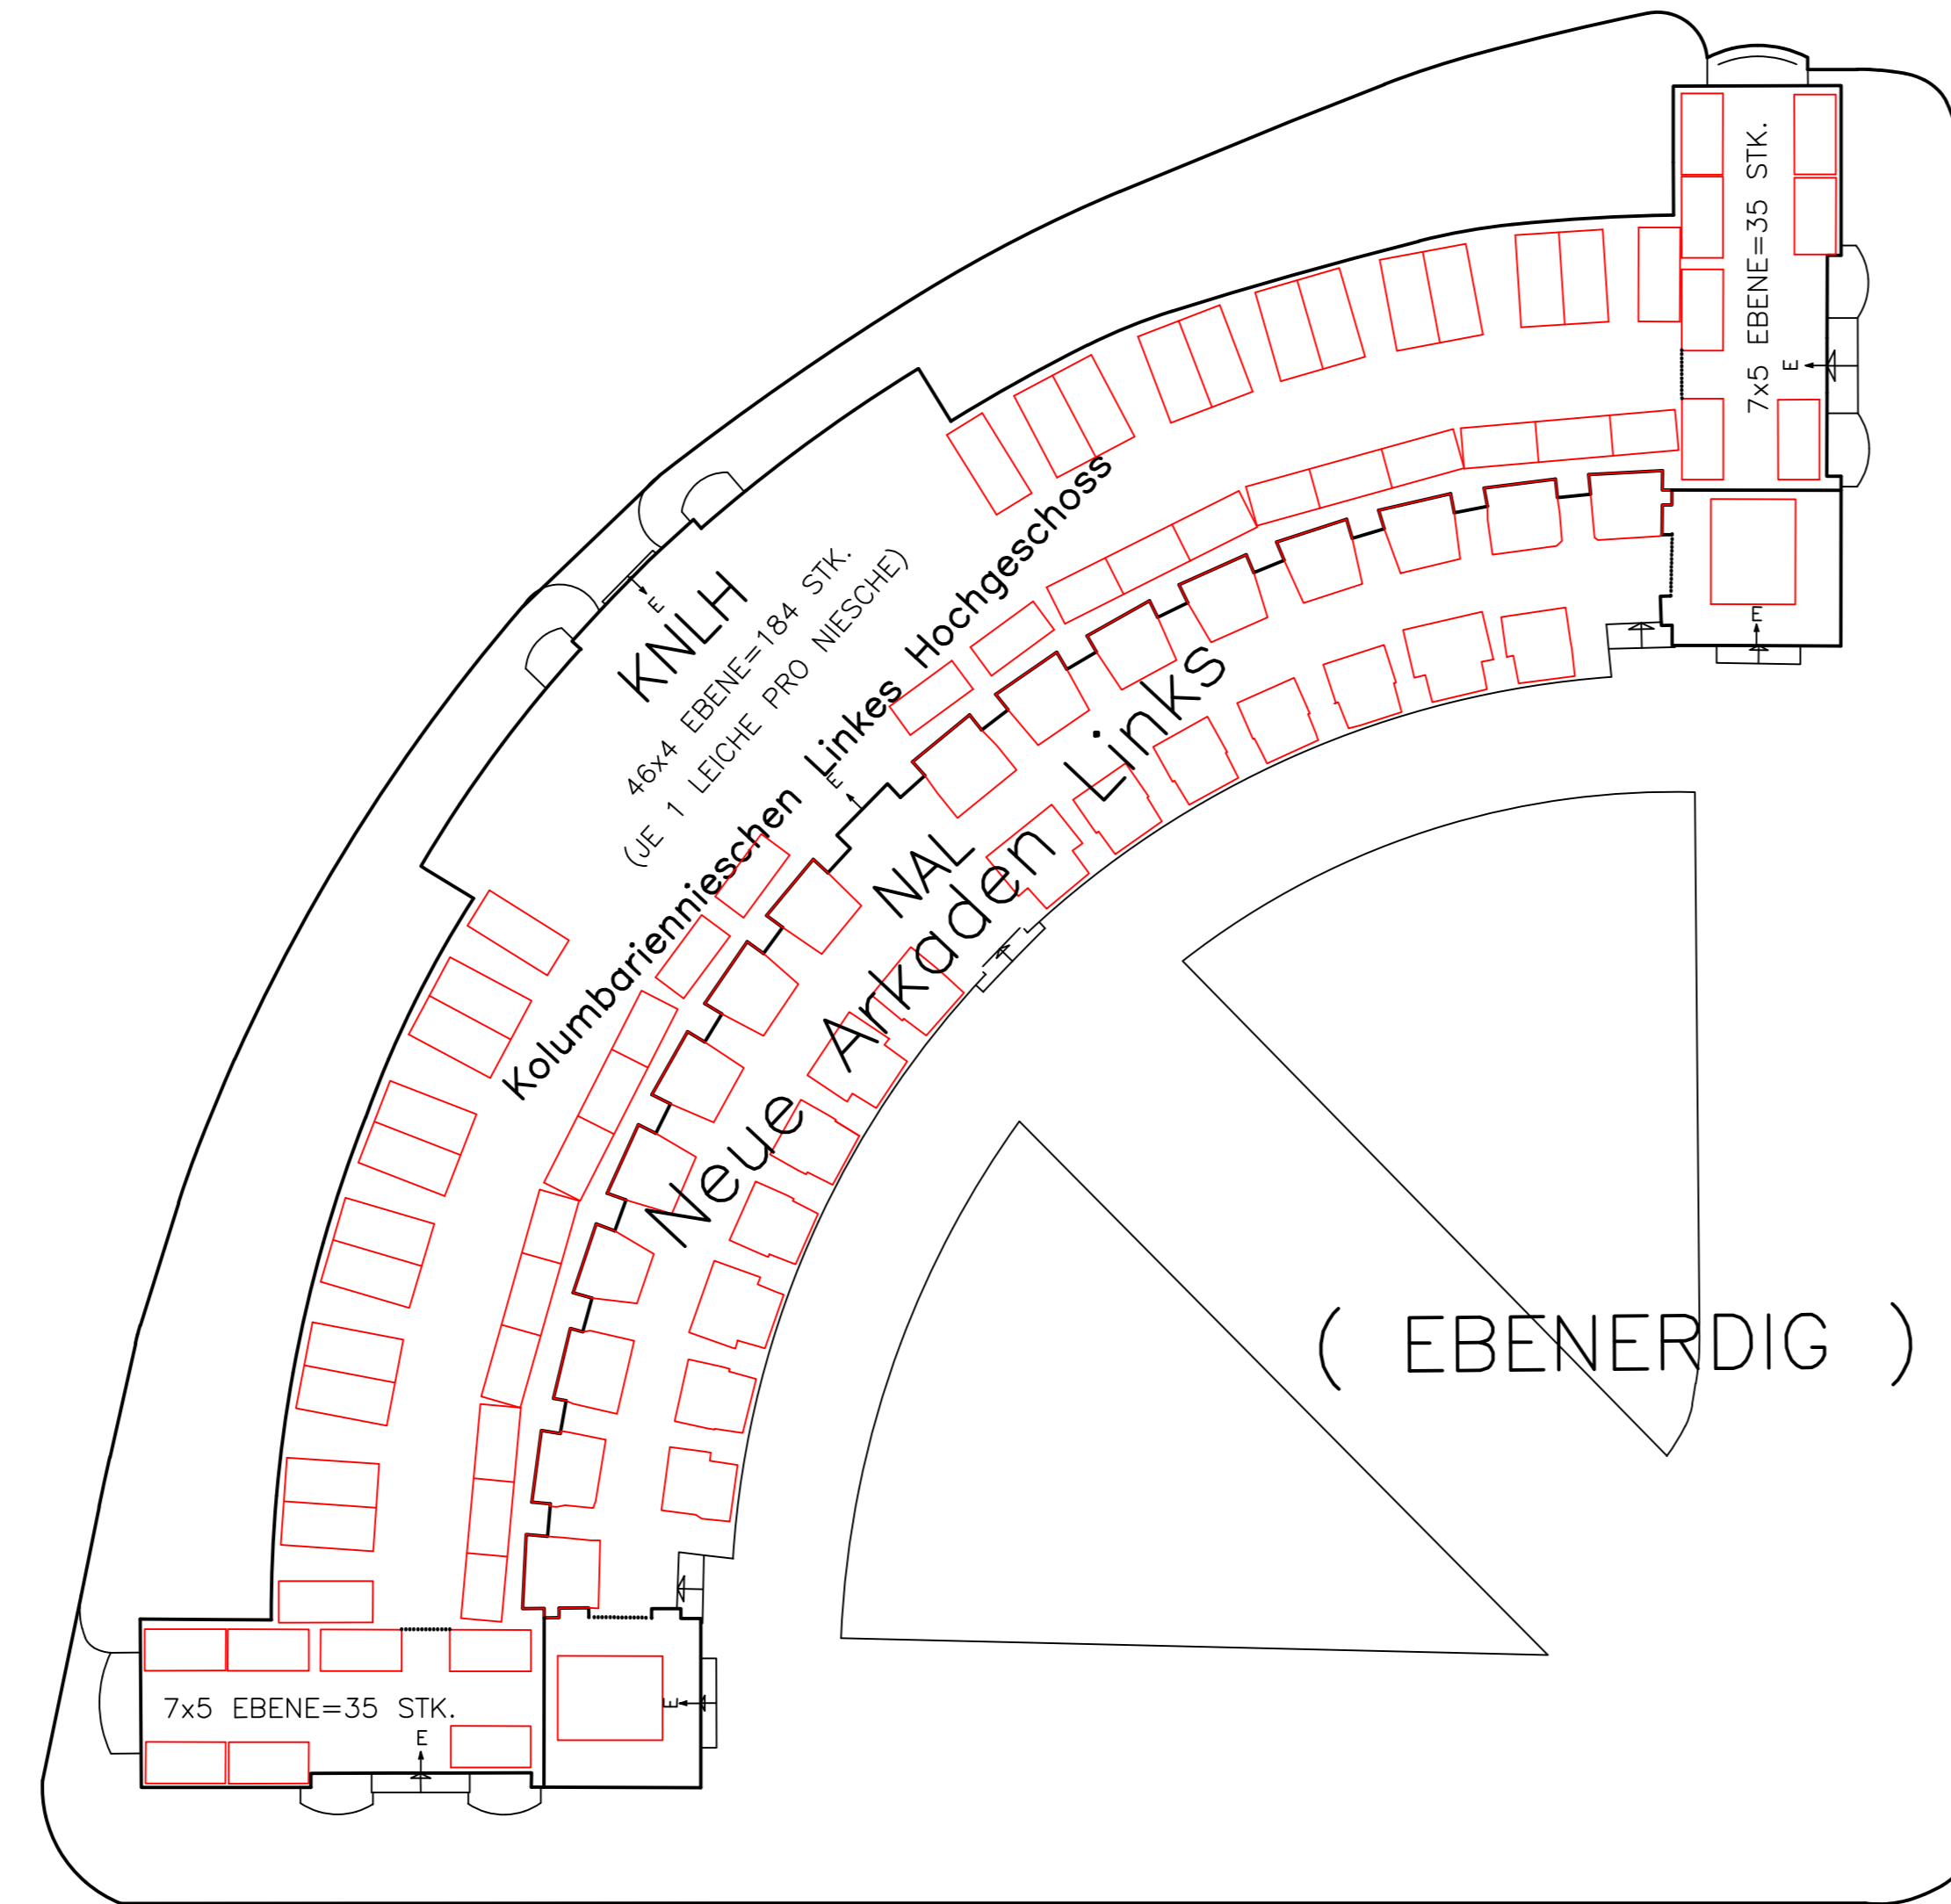 7x5 EBENE=35 STK.
E
E
KNLH
46x4 EBENE=184 STK.
(JE 1 LEICHE PRO NIESCHE)
E
Kolumbariennieschen Linkes Hochgeschoss
E
NAL
Neue Arkaden Links
( EBENERDIG )
7x5 EBENE=35 STK.
E
E